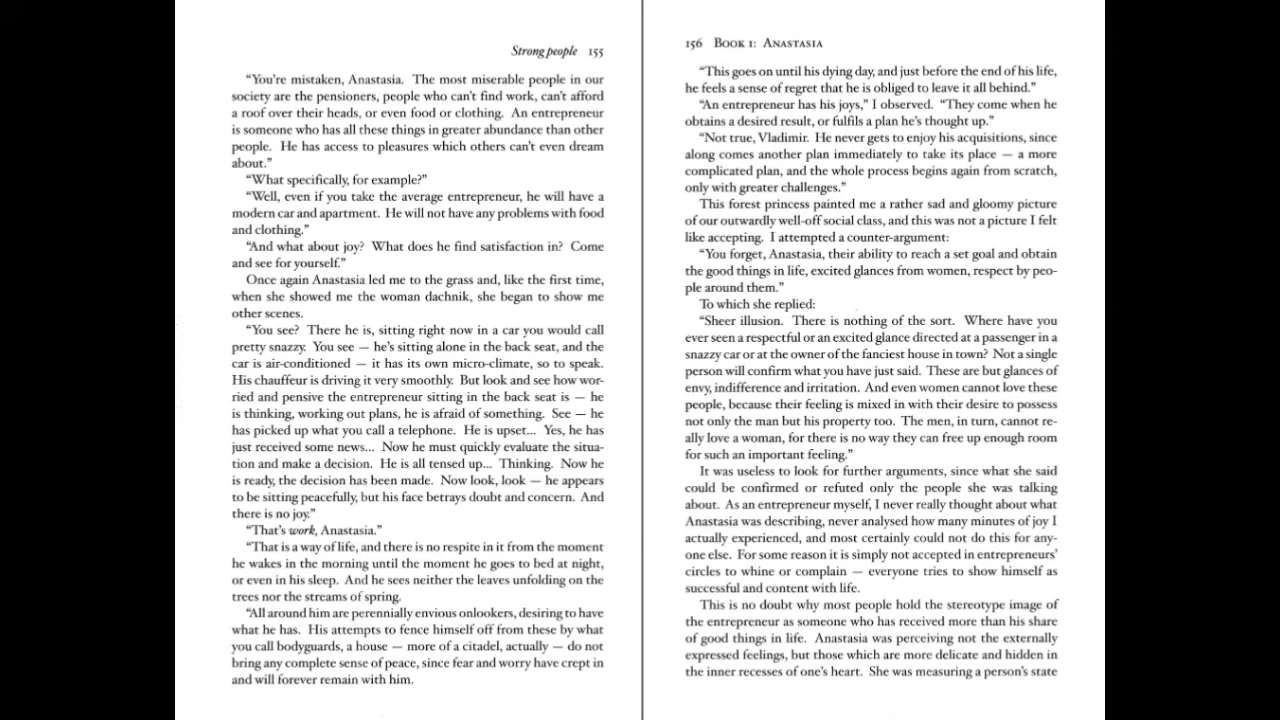 Strong people 155
“You're mistaken, Anastasia. The most miserable people in our
society are the pensioners, people who can't find work, can't afford
a roof over their heads, or even food or clothing. An entrepreneur
is someone who has all these things in greater abundance than other
people. He has access to pleasures which others can't even dream
about.”
“What specifically, for example?”
“Well, even if you take the average entrepreneur, he will have a
modern car and apartment. He will not have any problems with food
and clothing.”
“And what about joy? What does he find satisfaction in? Come
and see for yourself.”
Once again Anastasia led me to the grass and, like the first time,
when she showed me the woman dachnik, she began to show me
other scenes.
“You see? There he is, sitting right now in a car you would call
pretty snazzy. You see — he's sitting alone in the back seat, and the
car is air-conditioned — it has its own micro-climate, so to speak.
His chauffeur is driving it very smoothly. But look and see how wor-
ried and pensive the entrepreneur sitting in the back seat is — he
is thinking, working out plans, he is afraid of something. See — he
has picked up what you call a telephone. He is upset... Yes, he has
just received some news... Now he must quickly evaluate the situa-
tion and make a decision. He is all tensed up... Thinking. Now he
is ready, the decision has been made. Now look, look — he appears
to be sitting peacefully, but his face betrays doubt and concern. And
there is no joy.”
“That's work, Anastasia.”
“That is a way of life, and there is no respite in it from the moment
he wakes in the morning until the moment he goes to bed at night,
or even in his sleep. And he sees neither the leaves unfolding on the
trees nor the streams of spring.
“All around him are perennially envious onlookers, desiring to have
what he has. His attempts to fence himself off from these by what
you call bodyguards, a house — more of a citadel, actually — do not
bring any complete sense of peace, since fear and worry have crept in
and will forever remain with him.
156 Book 1: Anastasia
“This goes on until his dying day, and just before the end of his life,
he feels a sense of regret that he is obliged to leave it all behind.”
“An entrepreneur has his joys,” I observed. “They come when he
obtains a desired result, or fulfils a plan he's thought up.”
“Not true, Vladimir. He never gets to enjoy his acquisitions, since
along comes another plan immediately to take its place — a more
complicated plan, and the whole process begins again from scratch,
only with greater challenges.”
This forest princess painted me a rather sad and gloomy picture
of our outwardly well-off social class, and this was not a picture I felt
like accepting. I attempted a counter-argument:
“You forget, Anastasia, their ability to reach a set goal and obtain
the good things in life, excited glances from women, respect by peo-
ple around them.”
To which she replied:
“Sheer illusion. There is nothing of the sort. Where have you
ever seen a respectful or an excited glance directed at a passenger in a
snazzy car or at the owner of the fanciest house in town? Not a single
person will confirm what you have just said. These are but glances of
envy, indifference and irritation. And even women cannot love these
people, because their feeling is mixed in with their desire to possess
not only the man but his property too. The men, in turn, cannot re-
ally love a woman, for there is no way they can free up enough room
for such an important feeling.”
It was useless to look for further arguments, since what she said
could be confirmed or refuted only the people she was talking
about. As an entrepreneur myself, I never really thought about what
Anastasia was describing, never analysed how many minutes of joy I
actually experienced, and most certainly could not do this for any-
one else. For some reason it is simply not accepted in entrepreneurs'
circles to whine or complain — everyone tries to show himself as
successful and content with life.
This is no doubt why most people hold the stereotype image of
the entrepreneur as someone who has received more than his share
of good things in life. Anastasia was perceiving not the externally
expressed feelings, but those which are more delicate and hidden in
the inner recesses of one's heart. She was measuring a person's state